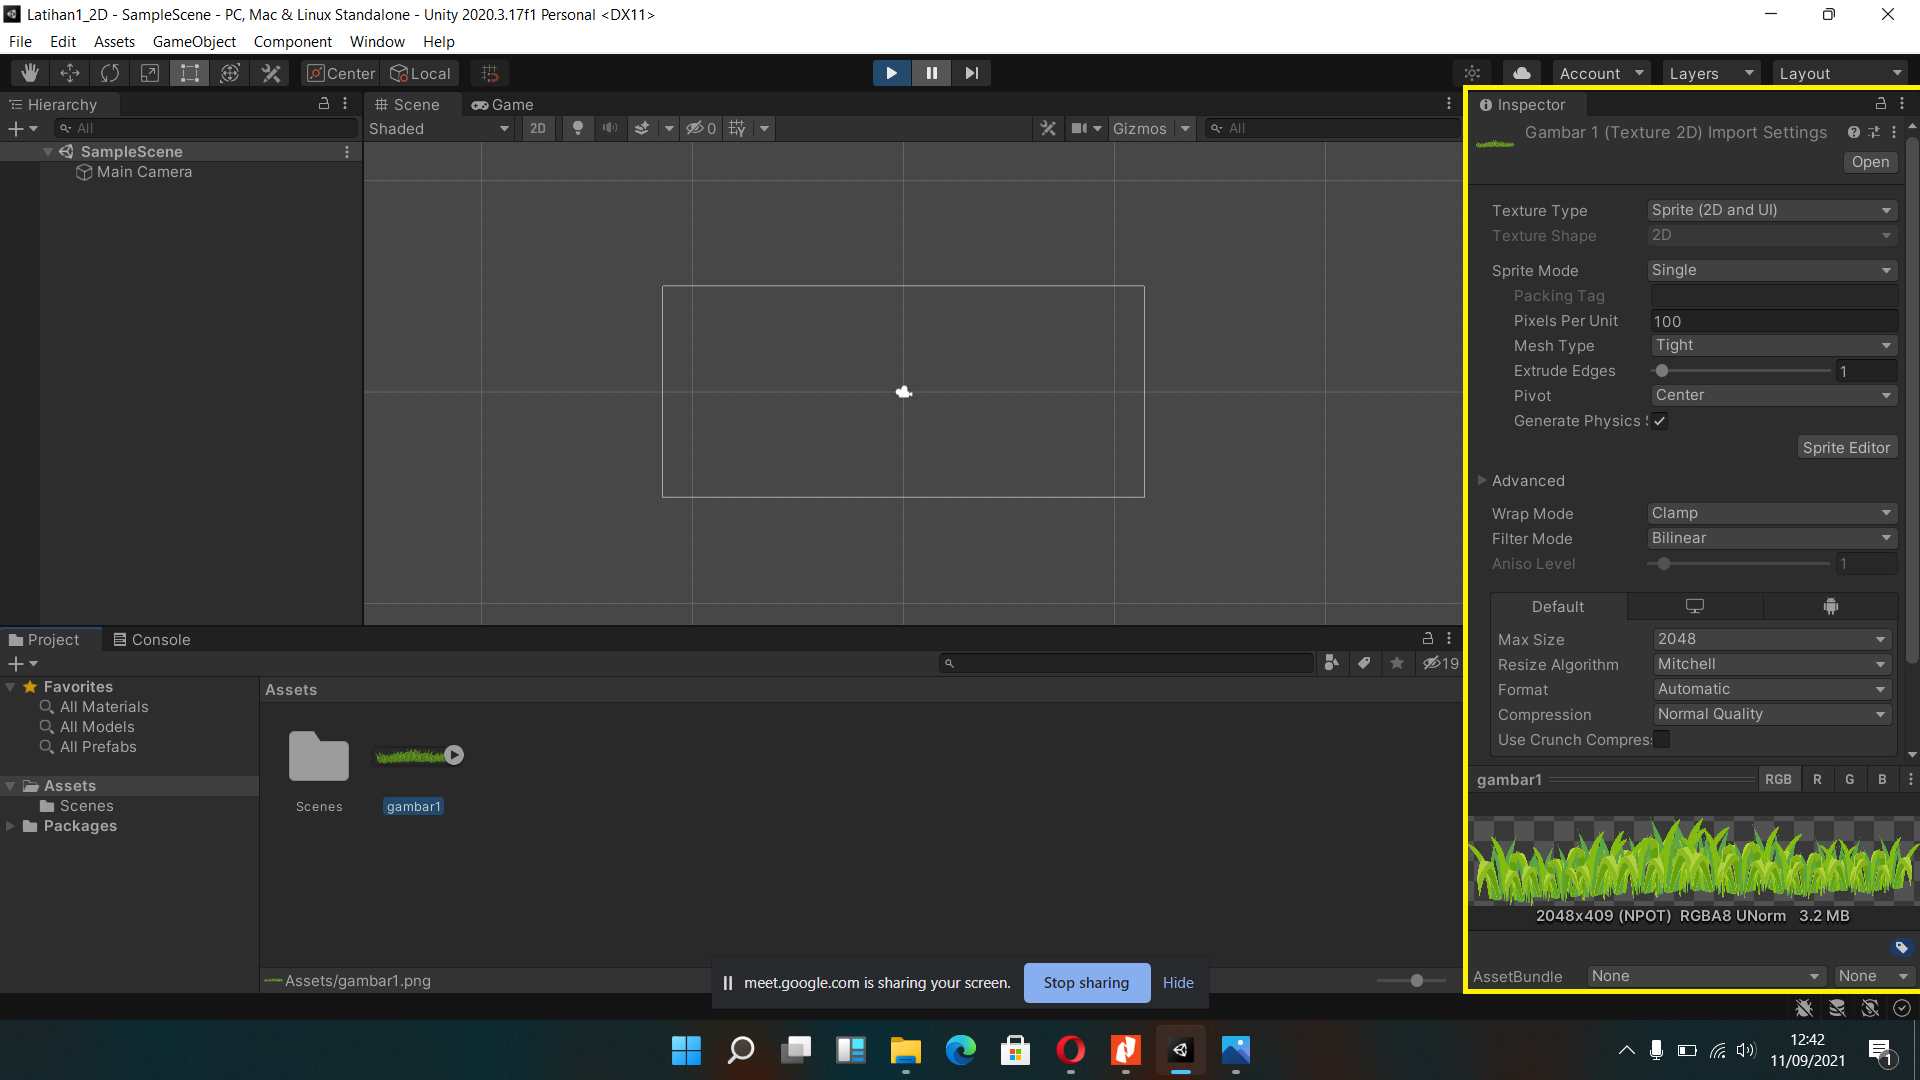 Latihan1_2D - SampleScene - PC, Mac & Linux Standalone - Unity 2020.3.17f1 Personal <DX11>
File Edit Assets GameObject Component Window Help
Center Local Account Layers Layout
Hierarchy
All
SampleScene
Main Camera
Scene Game
Shaded 2D 0 Gizmos All
Inspector
Gambar 1 (Texture 2D) Import Settings
Open
Texture Type Sprite (2D and UI)
Texture Shape 2D
Sprite Mode Single
Packing Tag
Pixels Per Unit 100
Mesh Type Tight
Extrude Edges 1
Pivot Center
Generate Physics S
Sprite Editor
Advanced
Wrap Mode Clamp
Filter Mode Bilinear
Aniso Level 1
Default
Max Size 2048
Resize Algorithm Mitchell
Format Automatic
Compression Normal Quality
Use Crunch Compres
gambar1 RGB R G B
2048x409 (NPOT) RGBA8 UNorm 3.2 MB
AssetBundle None None
Project Console
19
Favorites
All Materials
All Models
All Prefabs
Assets
Scenes
Packages
Assets
Scenes gambar1
Assets/gambar1.png
meet.google.com is sharing your screen. Stop sharing Hide
12:42
11/09/2021
1